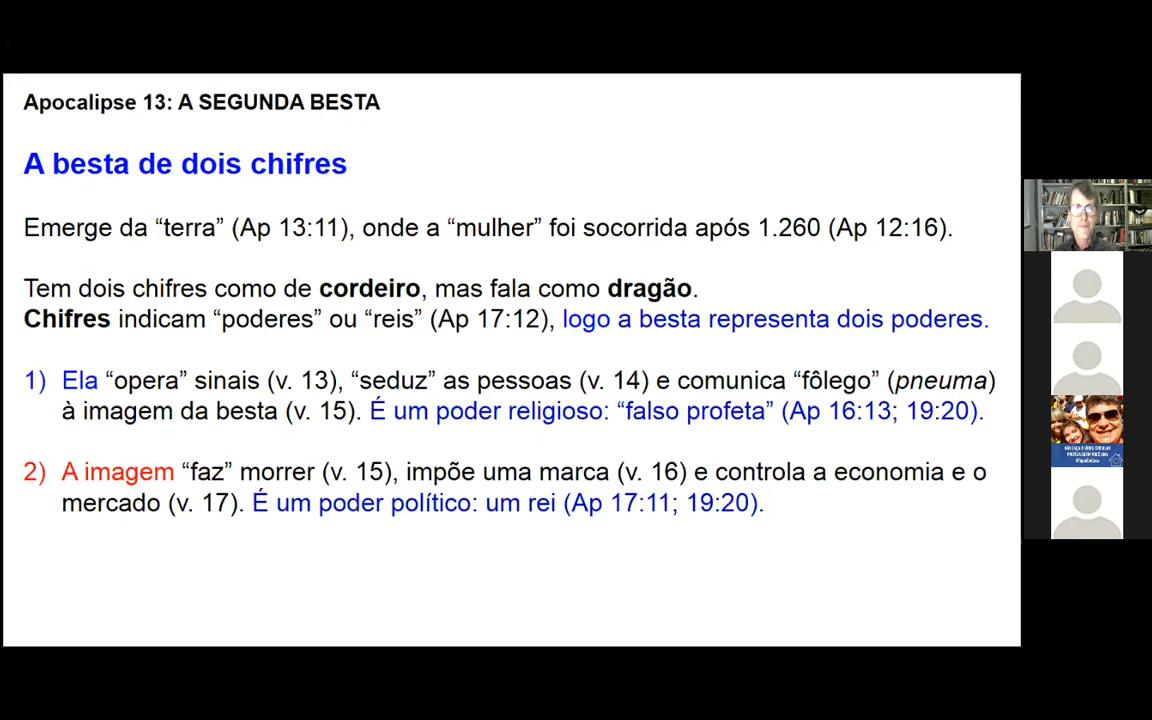 Apocalipse 13: A SEGUNDA BESTA
A besta de dois chifres
Emerge da “terra” (Ap 13:11), onde a “mulher” foi socorrida após 1.260 (Ap 12:16).
Tem dois chifres como de cordeiro, mas fala como dragão.
Chifres indicam “poderes” ou “reis” (Ap 17:12), logo a besta representa dois poderes.
1) Ela “opera” sinais (v. 13), “seduz” as pessoas (v. 14) e comunica “fôlego” (pneuma)
à imagem da besta (v. 15). É um poder religioso: “falso profeta” (Ap 16:13; 19:20).
2) A imagem “faz” morrer (v. 15), impõe uma marca (v. 16) e controla a economia e o
mercado (v. 17). É um poder político: um rei (Ap 17:11; 19:20).